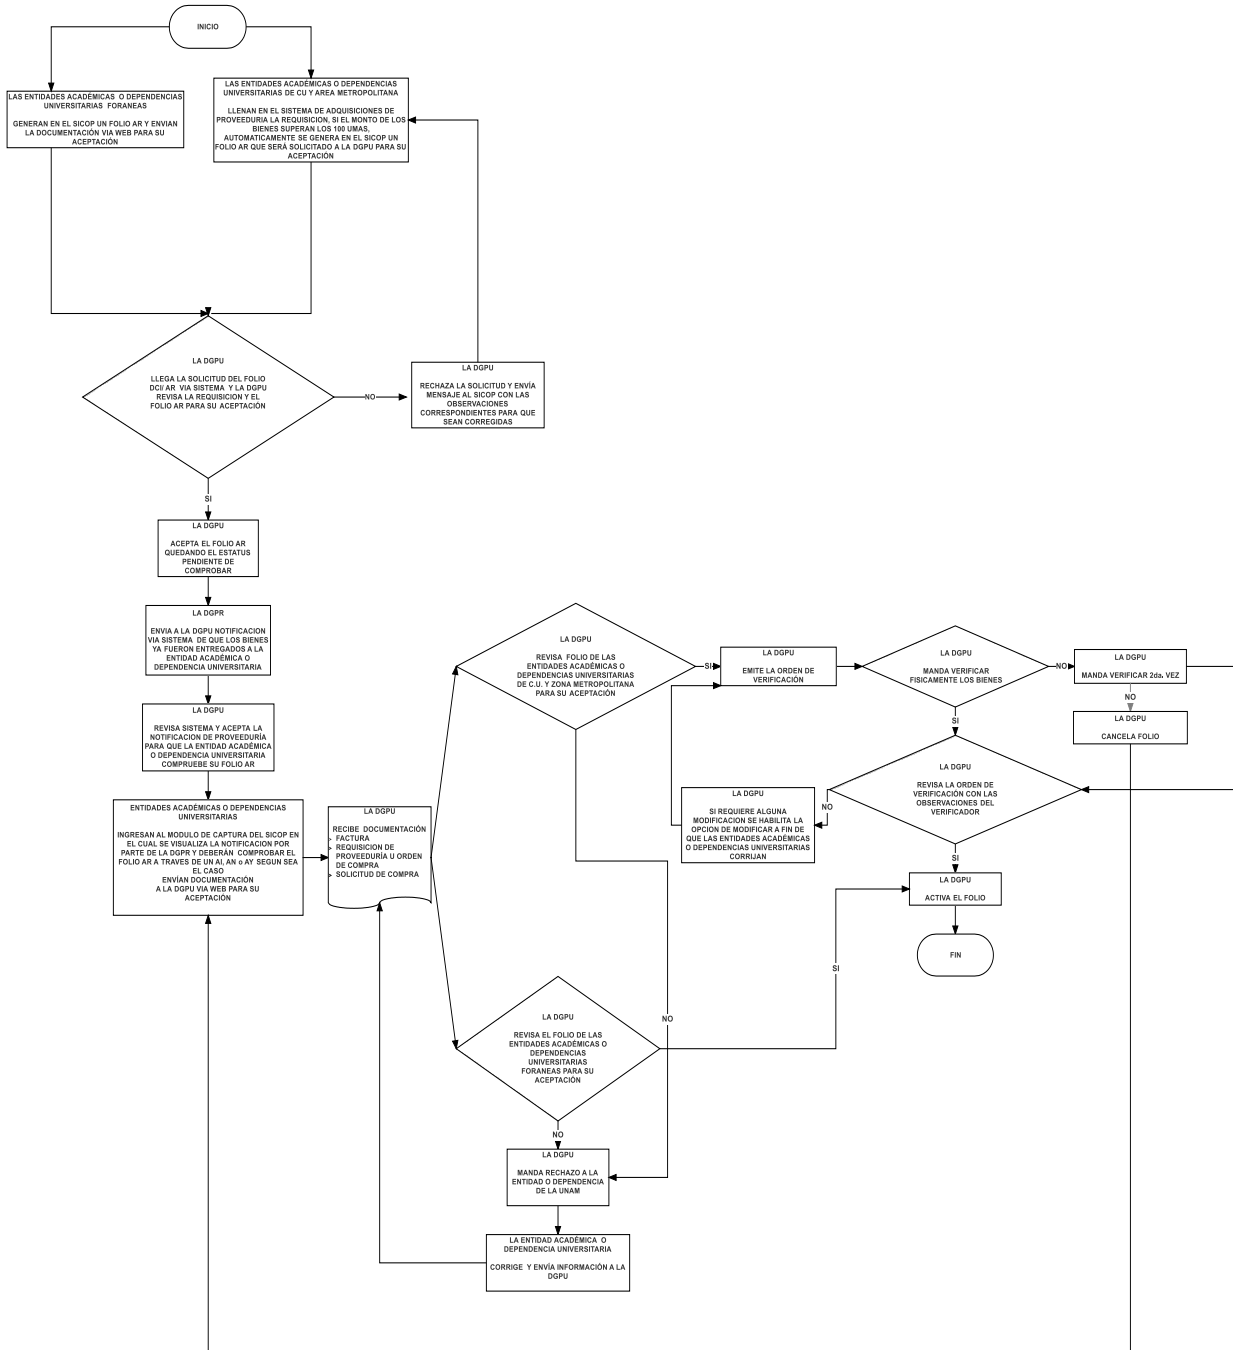 INICIO
LAS ENTIDADES ACADÉMICAS O DEPENDENCIAS
UNIVERSITARIAS FORANEAS
GENERAN EN EL SICOP UN FOLIO AR Y ENVIAN
LA DOCUMENTACIÓN VIA WEB PARA SU
ACEPTACIÓN
LAS ENTIDADES ACADÉMICAS O DEPENDENCIAS
UNIVERSITARIAS DE CU Y AREA METROPOLITANA
LLENAN EN EL SISTEMA DE ADQUISICIONES DE
PROVEEDURIA LA REQUISICION, SI EL MONTO DE LOS
BIENES SUPERAN LOS 100 UMAS,
AUTOMATICAMENTE SE GENERA EN EL SICOP UN
FOLIO AR QUE SERÁ SOLICITADO A LA DGPU PARA SU
ACEPTACIÓN
LA DGPU
LLEGA LA SOLICITUD DEL FOLIO
DCI/ AR VIA SISTEMA Y LA DGPU
REVISA LA REQUISICION Y EL
FOLIO AR PARA SU ACEPTACIÓN
NO
LA DGPU
RECHAZA LA SOLICITUD Y ENVÍA
MENSAJE AL SICOP CON LAS
OBSERVACIONES
CORRESPONDIENTES PARA QUE
SEAN CORREGIDAS
SI
LA DGPU
ACEPTA EL FOLIO AR
QUEDANDO EL ESTATUS
PENDIENTE DE
COMPROBAR
LA DGPR
ENVIA A LA DGPU NOTIFICACION
VIA SISTEMA DE QUE LOS BIENES
YA FUERON ENTREGADOS A LA
ENTIDAD ACADÉMICA O
DEPENDENCIA UNIVERSITARIA
LA DGPU
REVISA SISTEMA Y ACEPTA LA
NOTIFICACION DE PROVEEDURÍA
PARA QUE LA ENTIDAD ACADÉMICA
O DEPENDENCIA UNIVERSITARIA
COMPRUEBE SU FOLIO AR
ENTIDADES ACADÉMICAS O DEPENDENCIAS
UNIVERSITARIAS
INGRESAN AL MODULO DE CAPTURA DEL SICOP EN
EL CUAL SE VISUALIZA LA NOTIFICACION POR
PARTE DE LA DGPR Y DEBERÁN COMPROBAR EL
FOLIO AR A TRAVES DE UN AI, AN o AY SEGUN SEA
EL CASO
ENVÍAN DOCUMENTACIÓN
A LA DGPU VIA WEB PARA SU
ACEPTACIÓN
LA DGPU
RECIBE DOCUMENTACIÓN
> FACTURA
> REQUISICION DE
PROVEEDURÍA U ORDEN
DE COMPRA
> SOLICITUD DE COMPRA
LA DGPU
REVISA FOLIO DE LAS
ENTIDADES ACADÉMICAS O
DEPENDENCIAS UNIVERSITARIAS
DE C.U. Y ZONA METROPOLITANA
PARA SU ACEPTACIÓN
SI
LA DGPU
EMITE LA ORDEN DE
VERIFICACIÓN
LA DGPU
MANDA VERIFICAR
FISICAMENTE LOS BIENES
NO
LA DGPU
MANDA VERIFICAR 2da. VEZ
NO
LA DGPU
CANCELA FOLIO
SI
LA DGPU
REVISA LA ORDEN DE
VERIFICACIÓN CON LAS
OBSERVACIONES DEL
VERIFICADOR
NO
LA DGPU
SI REQUIERE ALGUNA
MODIFICACION SE HABILITA LA
OPCION DE MODIFICAR A FIN DE
QUE LAS ENTIDADES ACADÉMICAS
O DEPENDENCIAS UNIVERSITARIAS
CORRIJAN
SI
LA DGPU
ACTIVA EL FOLIO
FIN
SI
NO
LA DGPU
REVISA EL FOLIO DE LAS
ENTIDADES ACADÉMICAS O
DEPENDENCIAS
UNIVERSITARIAS
FORANEAS PARA SU
ACEPTACIÓN
NO
LA DGPU
MANDA RECHAZO A LA
ENTIDAD O DEPENDENCIA
DE LA UNAM
LA ENTIDAD ACADÉMICA O
DEPENDENCIA UNIVERSITARIA
CORRIGE Y ENVÍA INFORMACIÓN A LA
DGPU